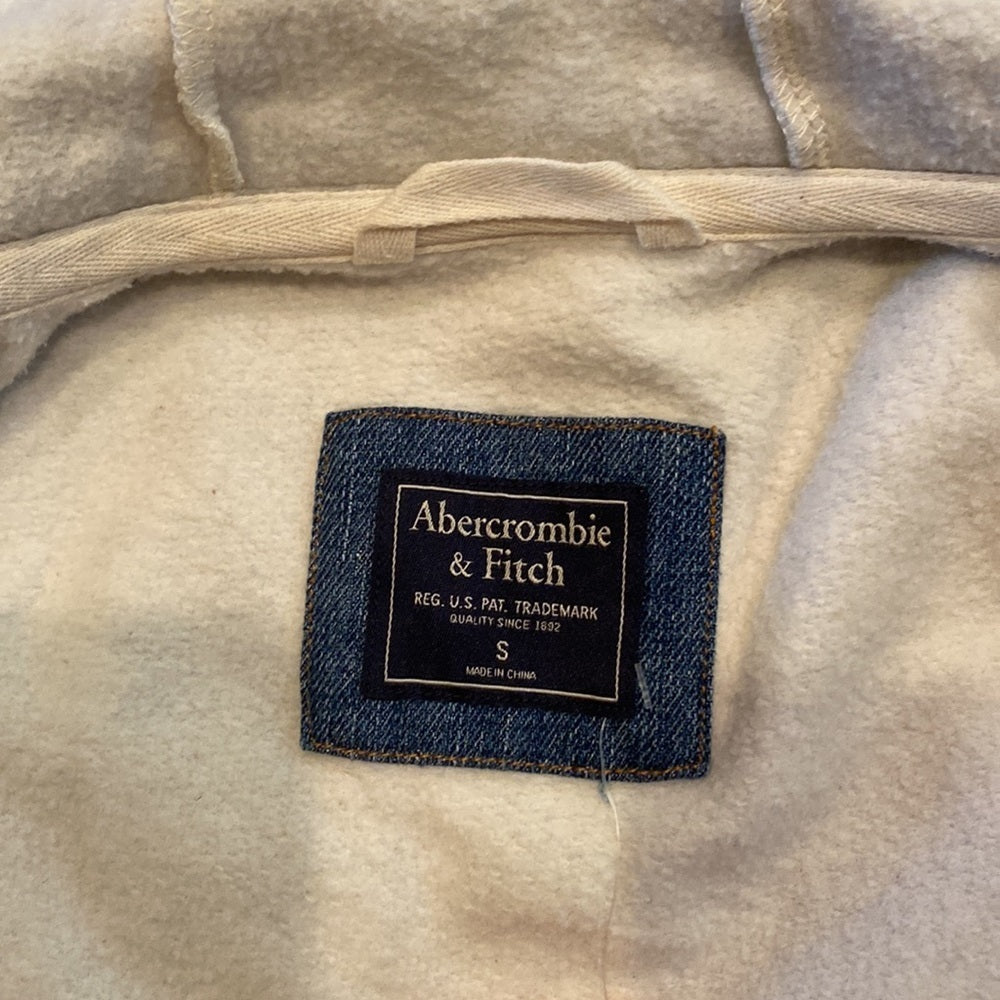 Abercrombie
& Fitch
REG. U.S. PAT. TRADEMARK
QUALITY SINCE 1892
S
MADE IN CHINA